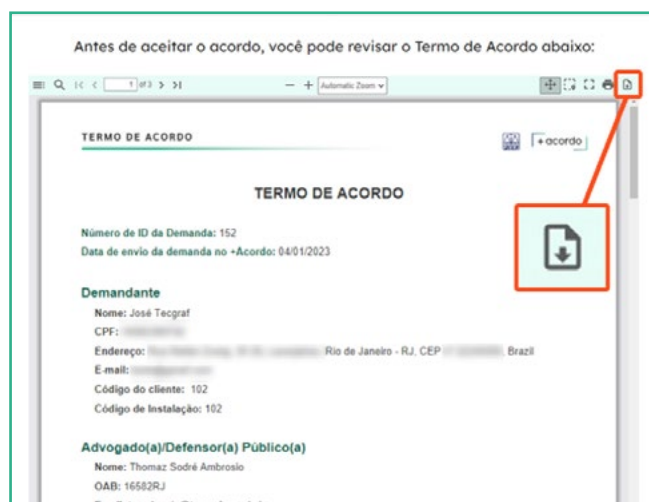 Antes de aceitar o acordo, você pode revisar o Termo de Acordo abaixo:
1 of 3
Automatic Zoom
TERMO DE ACORDO
+acordo
TERMO DE ACORDO
Número de ID da Demanda: 152
Data de envio da demanda no +Acordo: 04/01/2023
Demandante
Nome: José Tecgraf
CPF:
Endereço: Rio de Janeiro - RJ, CEP Brazil
E-mail:
Código do cliente: 102
Código de Instalação: 102
Advogado(a)/Defensor(a) Público(a)
Nome: Thomaz Sodré Ambrosio
OAB: 16582RJ